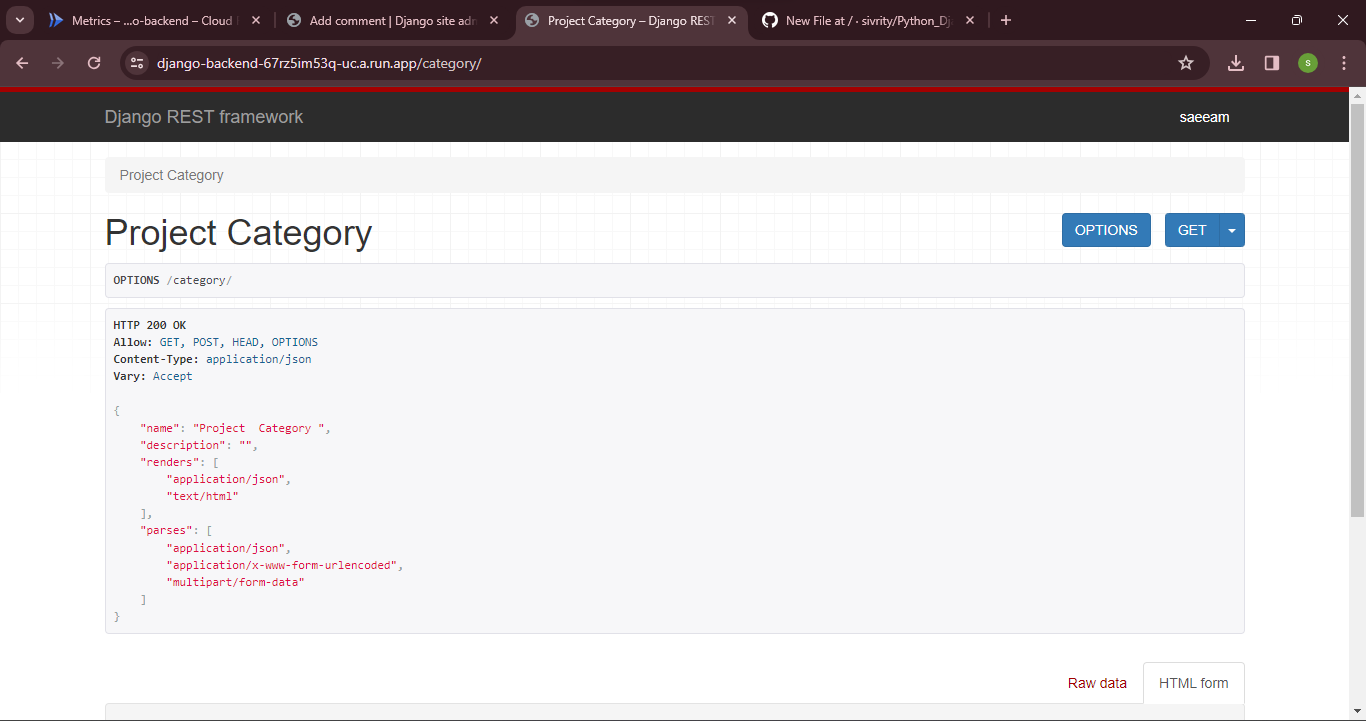 Metrics – ...o-backend – Cloud
Add comment | Django site adm
Project Category – Django REST
New File at / · sivrity/Python_Dj
django-backend-67rz5im53q-uc.a.run.app/category/
s
Django REST framework
saeeam
Project Category
Project Category
OPTIONS
GET
OPTIONS /category/
HTTP 200 OK
Allow: GET, POST, HEAD, OPTIONS
Content-Type: application/json
Vary: Accept
{
"name": "Project  Category ",
"description": "",
"renders": [
"application/json",
"text/html"
],
"parses": [
"application/json",
"application/x-www-form-urlencoded",
"multipart/form-data"
]
}
Raw data
HTML form